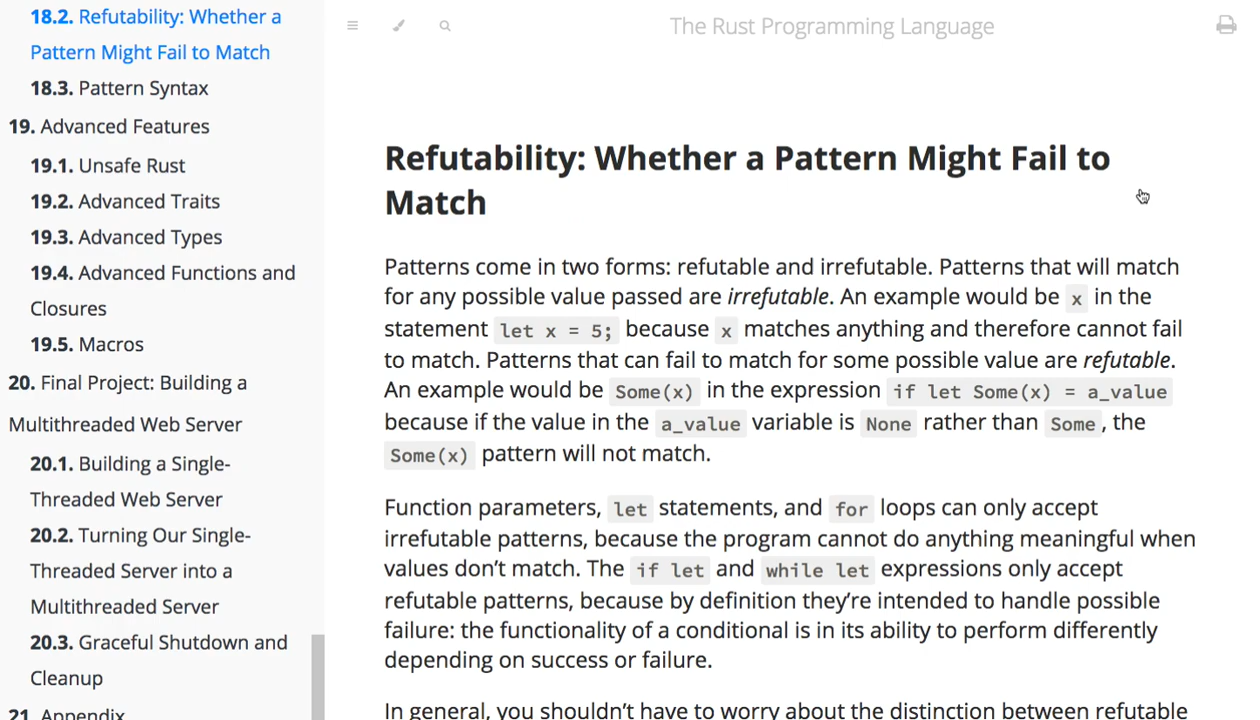 18.2. Refutability: Whether a
Pattern Might Fail to Match
18.3. Pattern Syntax
19. Advanced Features
19.1. Unsafe Rust
19.2. Advanced Traits
19.3. Advanced Types
19.4. Advanced Functions and
Closures
19.5. Macros
20. Final Project: Building a
Multithreaded Web Server
20.1. Building a Single-
Threaded Web Server
20.2. Turning Our Single-
Threaded Server into a
Multithreaded Server
20.3. Graceful Shutdown and
Cleanup
21. Appendix
The Rust Programming Language
Refutability: Whether a Pattern Might Fail to
Match
Patterns come in two forms: refutable and irrefutable. Patterns that will match
for any possible value passed are irrefutable. An example would be x in the
statement let x = 5; because x matches anything and therefore cannot fail
to match. Patterns that can fail to match for some possible value are refutable.
An example would be Some(x) in the expression if let Some(x) = a_value
because if the value in the a_value variable is None rather than Some, the
Some(x) pattern will not match.
Function parameters, let statements, and for loops can only accept
irrefutable patterns, because the program cannot do anything meaningful when
values don’t match. The if let and while let expressions only accept
refutable patterns, because by definition they’re intended to handle possible
failure: the functionality of a conditional is in its ability to perform differently
depending on success or failure.
In general, you shouldn’t have to worry about the distinction between refutable